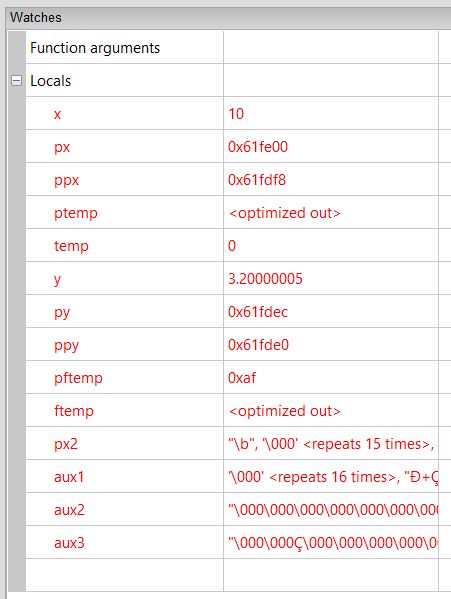 Watches
Function arguments
Locals
x 10
px 0x61fe00
ppx 0x61fdf8
ptemp <optimized out>
temp 0
y 3.20000005
py 0x61fdec
ppy 0x61fde0
pftemp 0xaf
ftemp <optimized out>
px2 "\b", '\000' <repeats 15 times>,
aux1 '\000' <repeats 16 times>, "Ð+Ç
aux2 "\000\000\000\000\000\000\000
aux3 "\000\000Ç\000\000\000\000\0